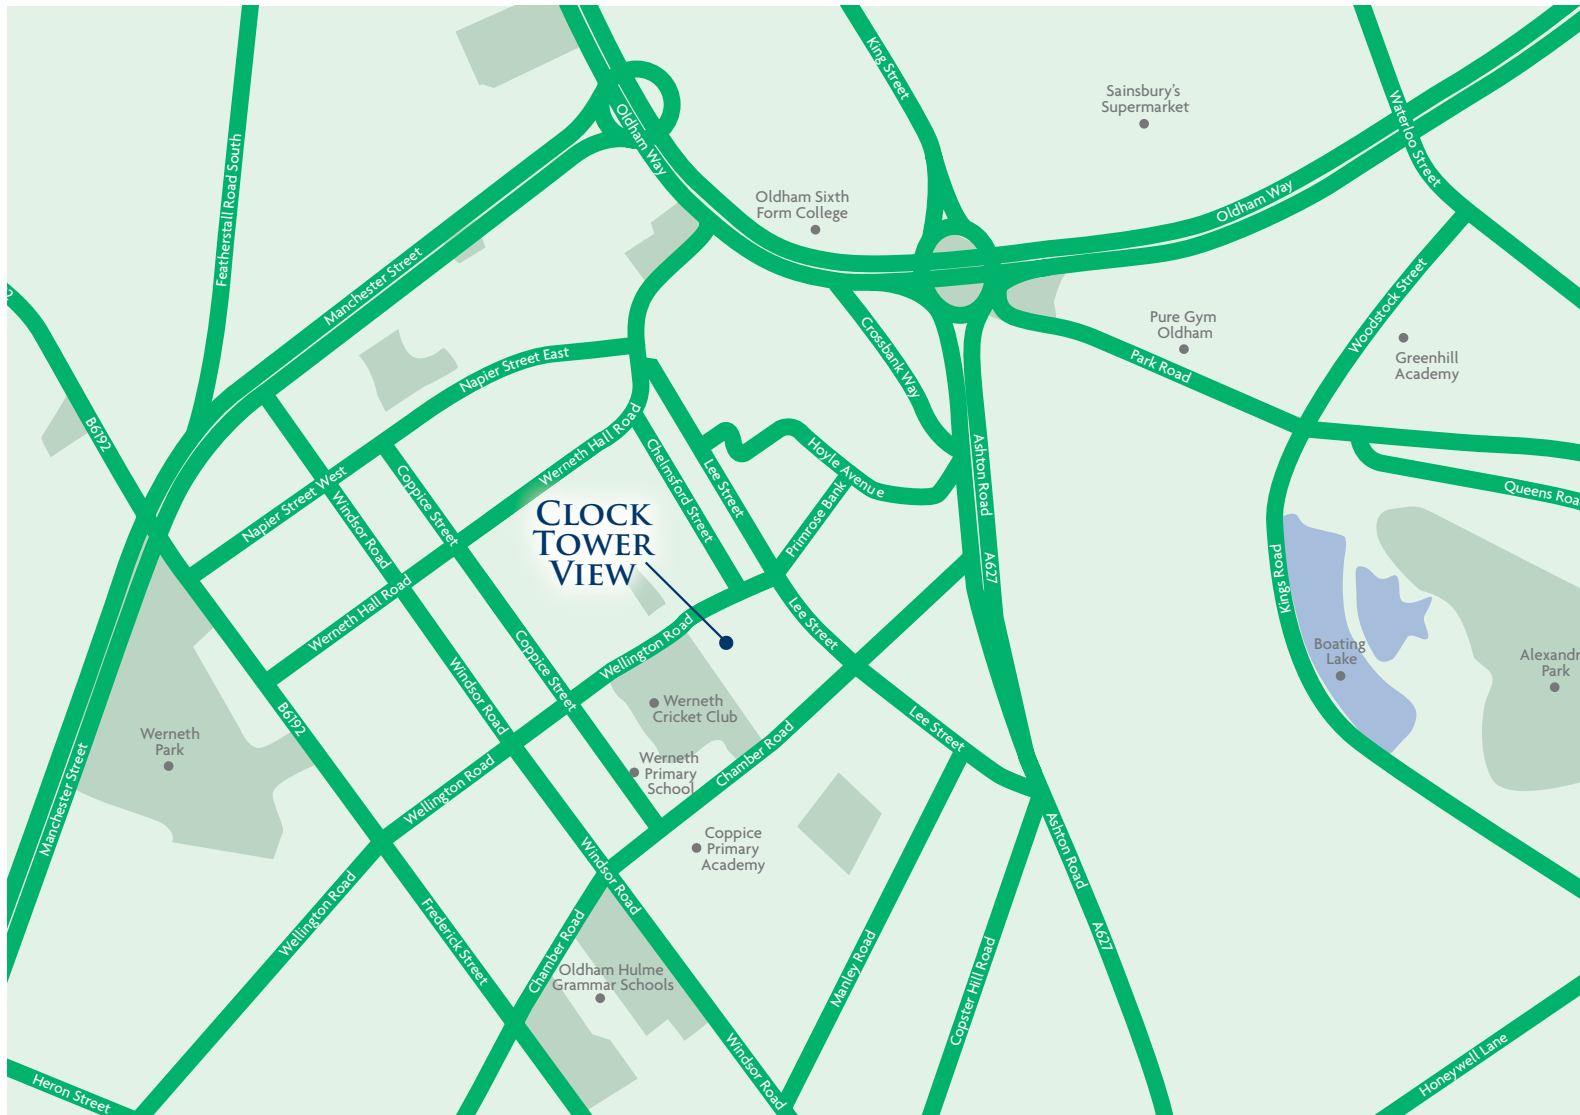 King Street
Sainsbury's
Supermarket
Waterloo Street
Oldham Way
Featherstall Road South
Oldham Sixth
Form College
Oldham Way
Manchester Street
Woodstock Street
Pure Gym
Oldham
Crossbank Way
Park Road
Greenhill
Academy
Napier Street East
B6192
Werneth Hall Road
Chelmsford Street
Lee Street
Hoyle Avenue
Ashton Road
Coppice Street
Napier Street West
Windsor Road
Primrose Bank
Queens Roa
CLOCK
TOWER
VIEW
A627
Kings Road
Werneth Hall Road
Lee Street
Coppice Street
Wellington Road
Boating
Lake
Alexandr
Park
Windsor Road
B6192
Werneth
Cricket Club
Lee Street
Werneth
Park
Manchester Street
Wellington Road
Werneth
Primary
School
Chamber Road
Coppice
Primary
Academy
Ashton Road
Windsor Road
Wellington Road
Frederick Street
Chamber Road
A627
Manley Road
Copster Hill Road
Oldham Hulme
Grammar Schools
Windsor Road
Honeywell Lane
Heron Street